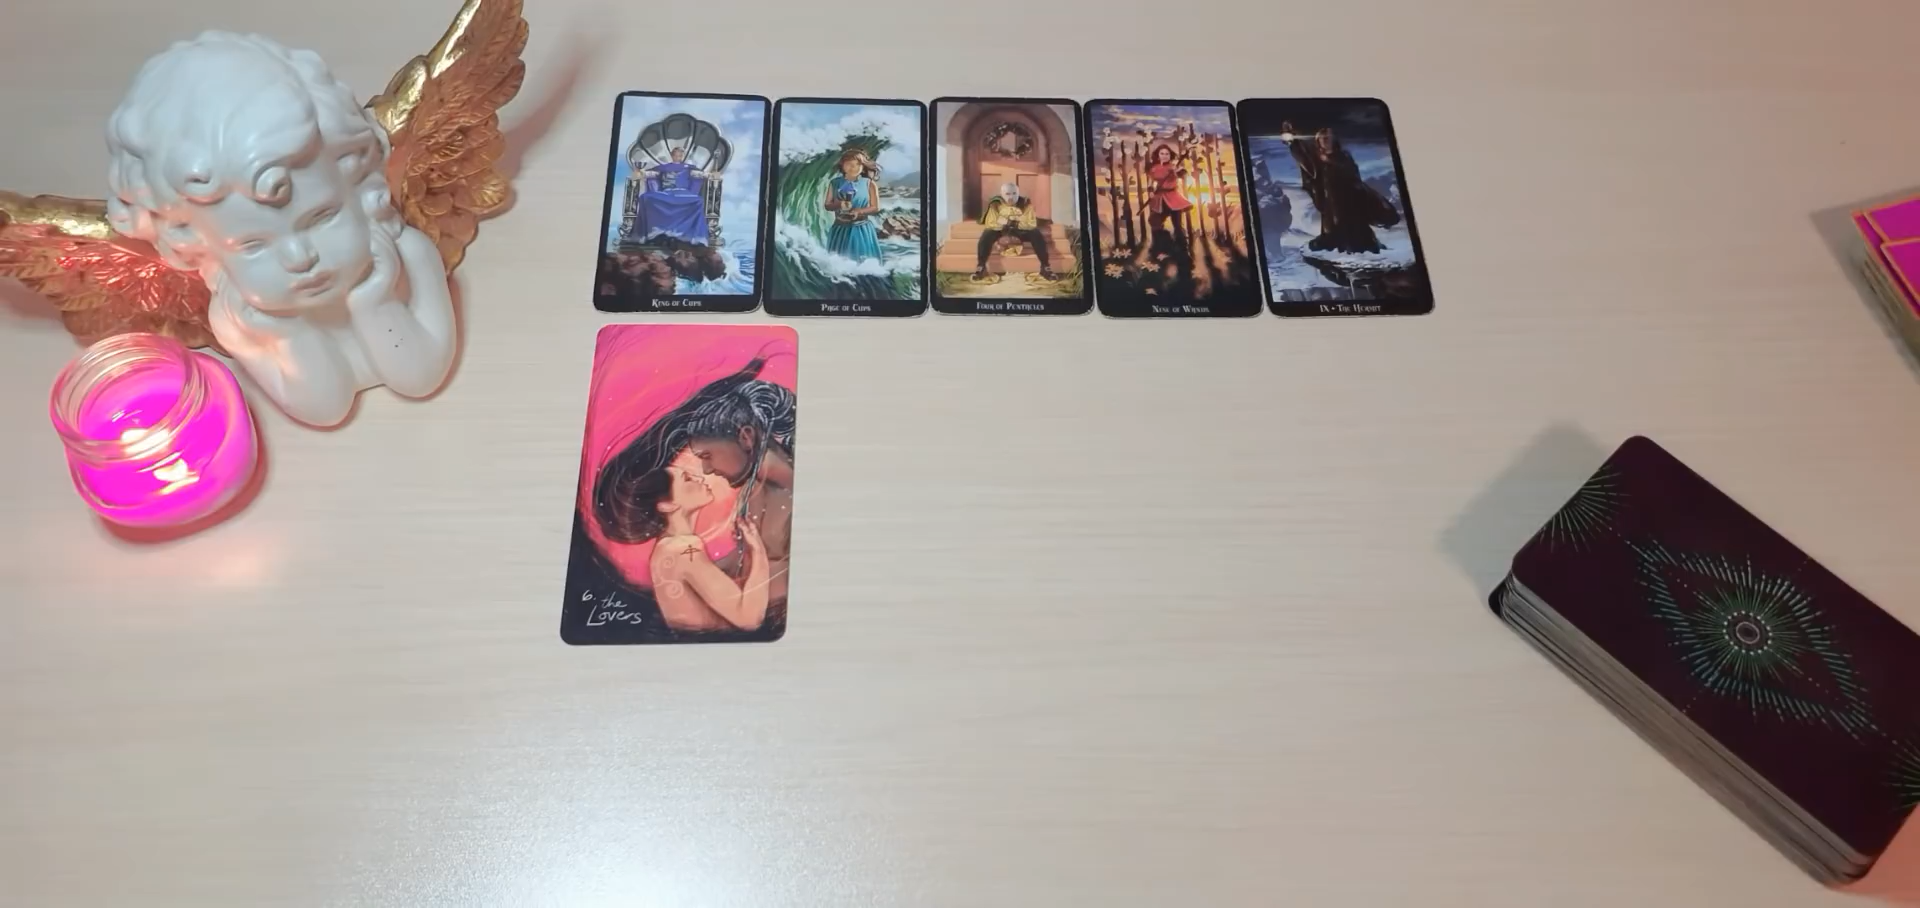 King of Cups
Page of Cups
Four of Pentacles
Nine of Wands
IX • The Hermit
6. the
Lovers